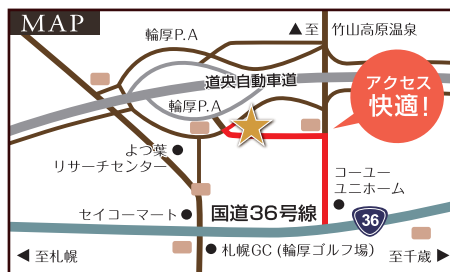 MAP
輪厚P.A
▲至 竹山高原温泉
道央自動車道
アクセス
快適!
輪厚P.A
よつ葉
リサーチセンター
コーユー
ユニホーム
セイコーマート
国道36号線
36
◀至札幌
札幌GC (輪厚ゴルフ場)
至千歳▶